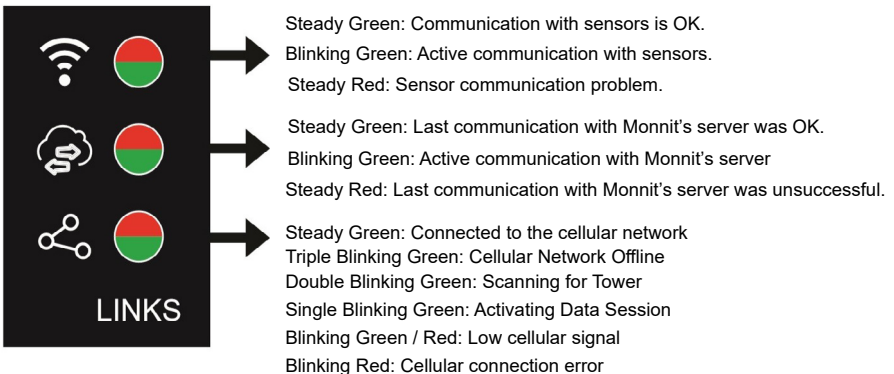 Steady Green: Communication with sensors is OK.
Blinking Green: Active communication with sensors.
Steady Red: Sensor communication problem.
Steady Green: Last communication with Monnit’s server was OK.
Blinking Green: Active communication with Monnit’s server
Steady Red: Last communication with Monnit’s server was unsuccessful.
Steady Green: Connected to the cellular network
Triple Blinking Green: Cellular Network Offline
Double Blinking Green: Scanning for Tower
Single Blinking Green: Activating Data Session
Blinking Green / Red: Low cellular signal
Blinking Red: Cellular connection error
LINKS